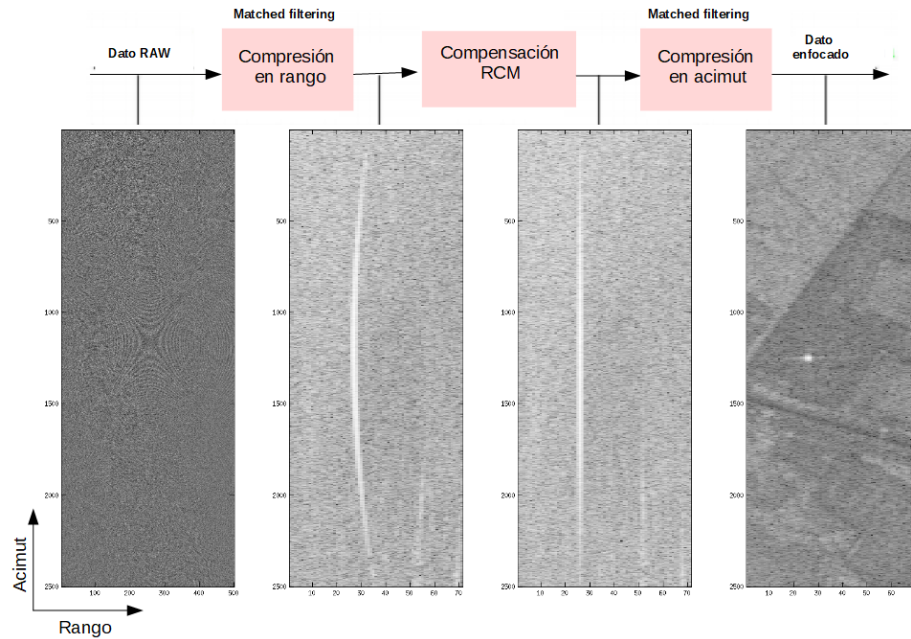 Matched filtering
Matched filtering
Dato RAW
Compresión
en rango
Compensación
RCM
Compresión
en acimut
Dato
enfocado
500
1000
1500
2000
2500
100 200 300 400 500
500
1000
1500
2000
2500
10 20 30 40 50 60 70
500
1000
1500
2000
2500
10 20 30 40 50 60 70
500
1000
1500
2000
2500
10 20 30 40 50 60
Acimut
Rango